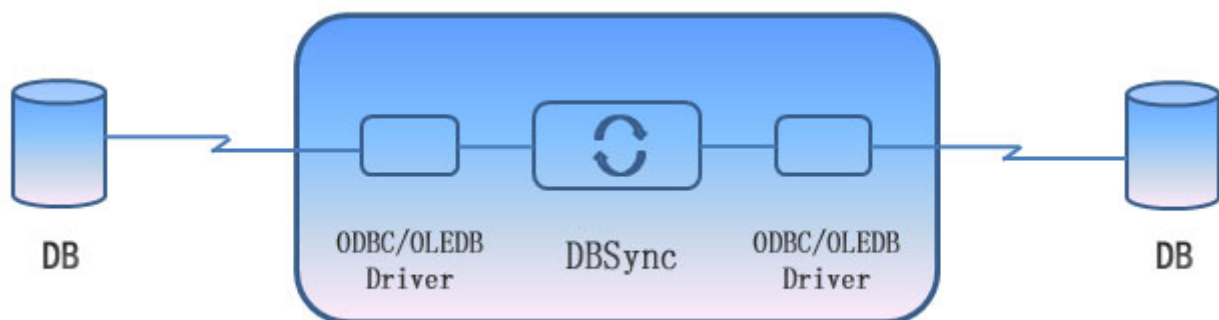 DB
ODBC/OLEDB
Driver
DBSync
ODBC/OLEDB
Driver
DB